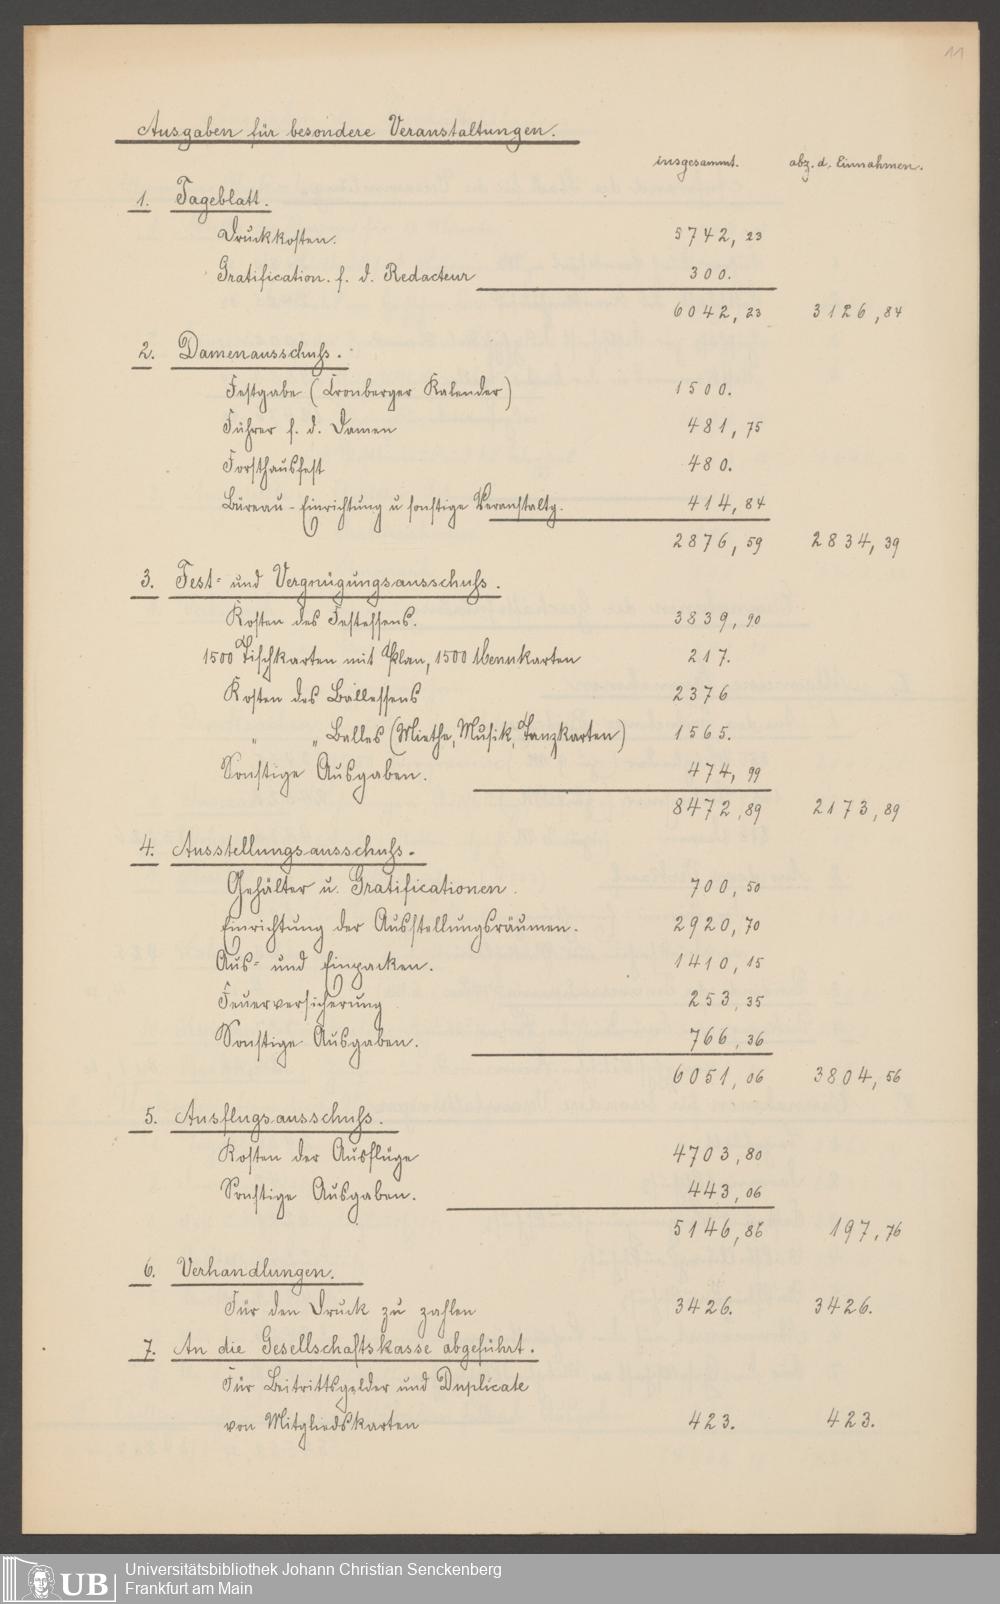 11
Ausgaben für besondere Veranstaltungen.
insgesammt. abz. d. Einnahmen.
1. Tageblatt.
Druckkosten. 5742,23
Gratification. f. d. Redacteur 300.
6042,23 3126,84
2. Damenausschuss.
Festgabe (Cronberger Kalender) 1500.
Führer f. d. Damen 481,75
Forsthausfest 480.
Büreau-Einrichtung u sonstige Veranstaltg. 414,84
2876,59 2834,39
3. Fest- und Vergnügungsausschuss.
Kosten des Festessens. 3839,90
1500 Tischkarten mit Plan, 1500 Menukarten 217.
Kosten des Ballessens 2376
" " Balles (Miethe, Musik, Tanzkarten) 1565.
Sonstige Ausgaben. 474,99
8472,89 2173,89
4. Ausstellungsausschuss.
Gehälter u. Gratificationen. 700,50
Einrichtung der Ausstellungsräumen. 2920,70
Aus- und Einpacken. 1410,15
Feuerversicherung 253,35
Sonstige Ausgaben. 766,36
6051,06 3804,56
5. Ausflugsausschuss.
Kosten der Ausflüge 4703,80
Sonstige Ausgaben. 443,06
5146,86 197,76
6. Verhandlungen.
Für den Druck zu zahlen 3426. 3426.
7. An die Gesellschaftskasse abgeführt.
Für Beitrittsgelder und Duplicate
von Mitgliedskarten 423. 423.
UB
Universitätsbibliothek Johann Christian Senckenberg
Frankfurt am Main